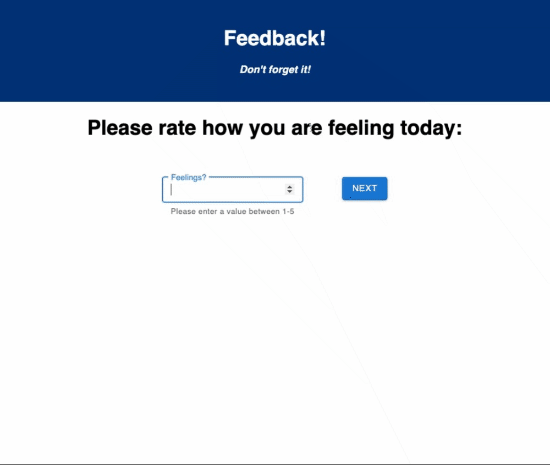 Feedback!
Don't forget it!
Please rate how you are feeling today:
Feelings?
NEXT
Please enter a value between 1-5